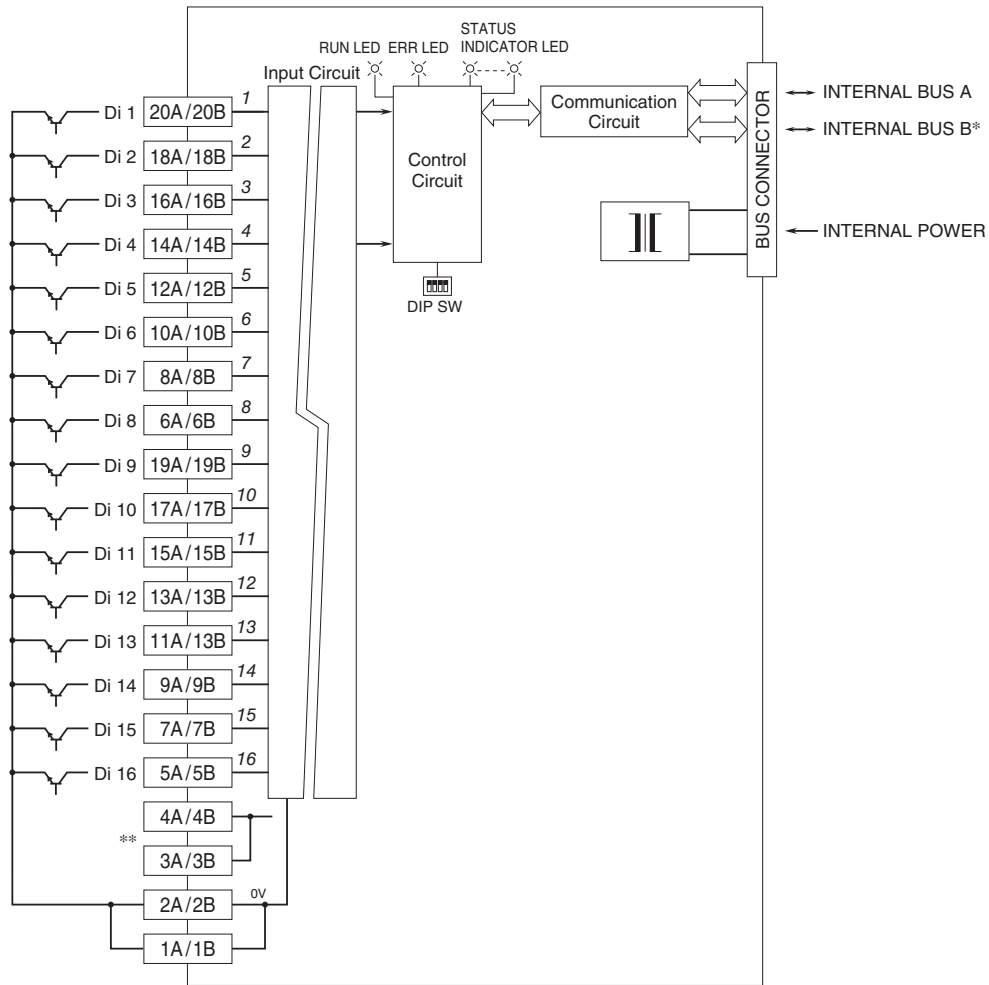 STATUS
RUN LED ERR LED INDICATOR LED
Input Circuit
Communication
Circuit
Control
Circuit
DIP SW
BUS CONNECTOR
INTERNAL BUS A
INTERNAL BUS B*
INTERNAL POWER
Di 1 20A/20B 1
Di 2 18A/18B 2
Di 3 16A/16B 3
Di 4 14A/14B 4
Di 5 12A/12B 5
Di 6 10A/10B 6
Di 7 8A/8B 7
Di 8 6A/6B 8
Di 9 19A/19B 9
Di 10 17A/17B 10
Di 11 15A/15B 11
Di 12 13A/13B 12
Di 13 11A/13B 13
Di 14 9A/9B 14
Di 15 7A/7B 15
Di 16 5A/5B 16
4A/4B
**
3A/3B
2A/2B 0V
1A/1B